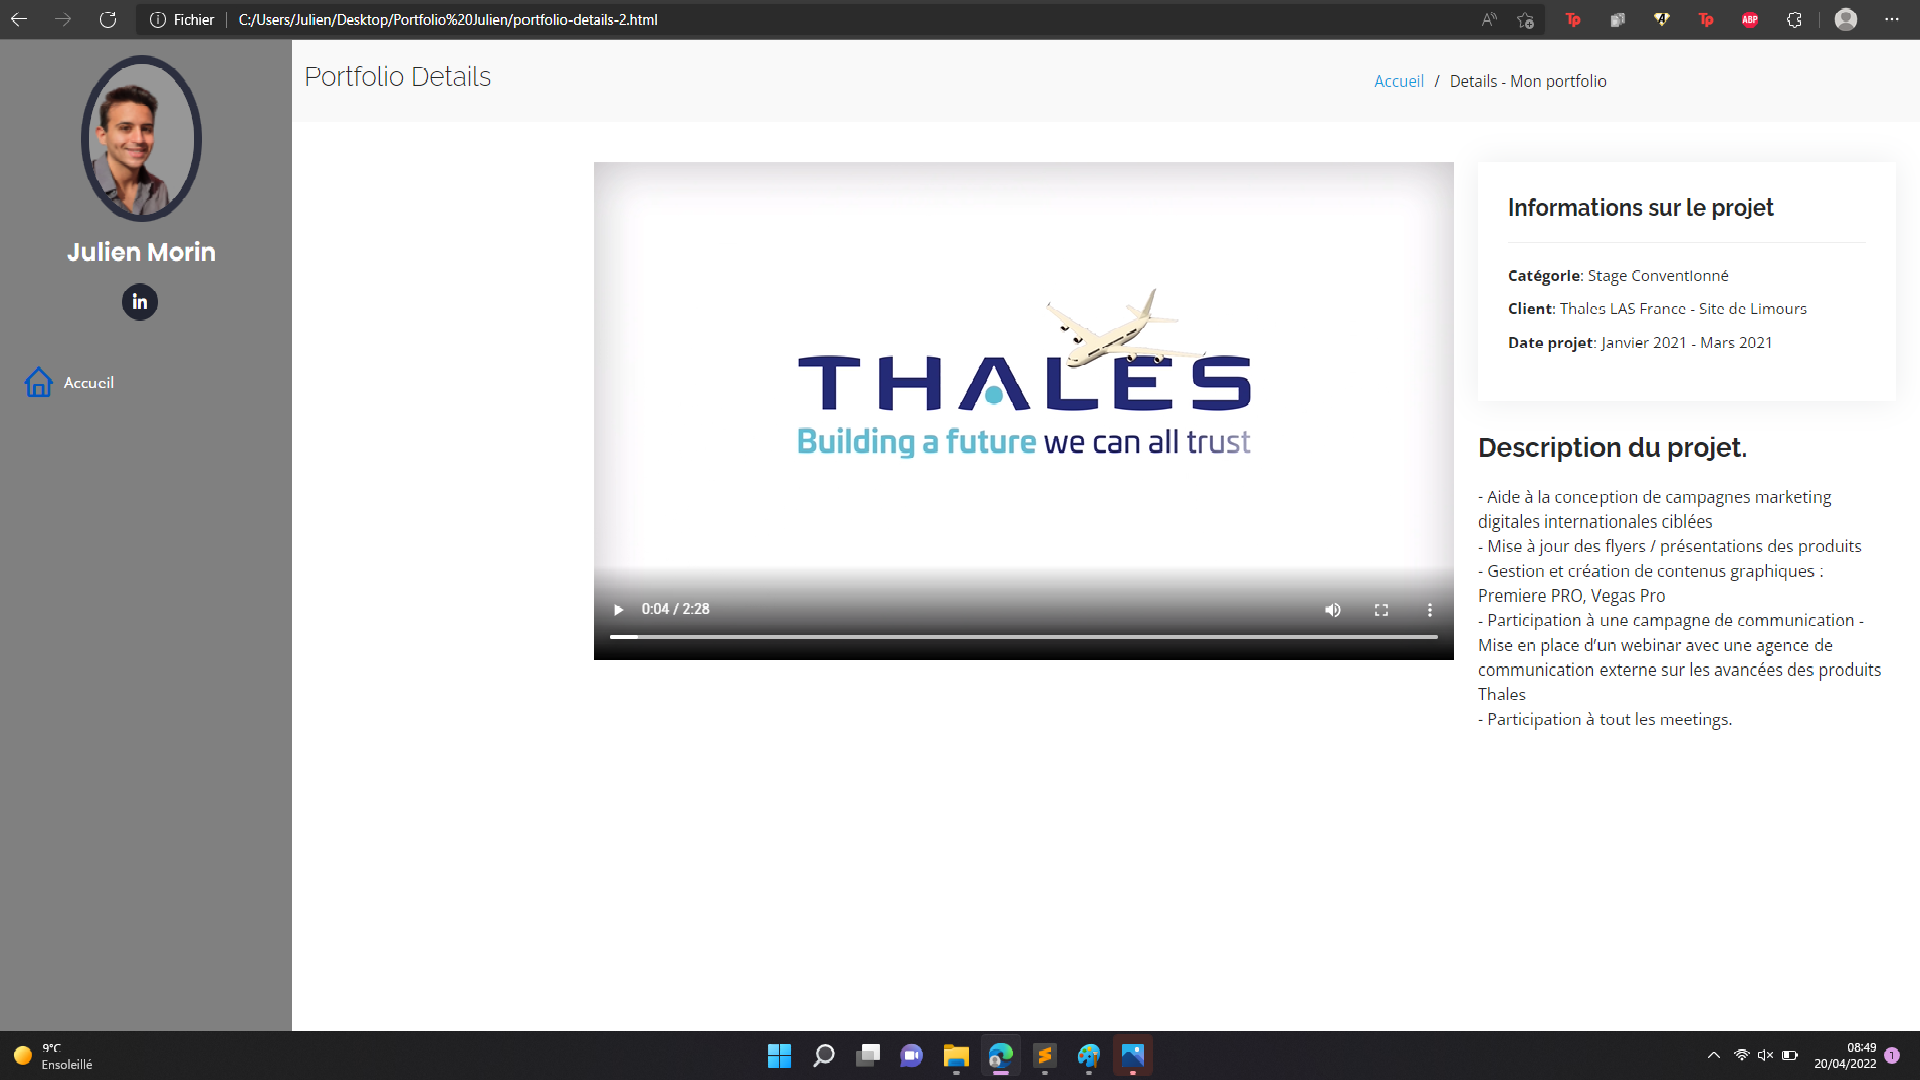 Fichier
C:/Users/Julien/Desktop/Portfolio%20Julien/portfolio-details-2.html
Tp
Tp
ABP
Julien Morin
in
Accueil
Portfolio Details
Accueil / Details - Mon portfolio
THALES
Building a future we can all trust
0:04 / 2:28
Informations sur le projet
Catégorie: Stage Conventionné
Client: Thales LAS France - Site de Limours
Date projet: Janvier 2021 - Mars 2021
Description du projet.
- Aide à la conception de campagnes marketing
digitales internationales ciblées
- Mise à jour des flyers / présentations des produits
- Gestion et création de contenus graphiques :
Premiere PRO, Vegas Pro
- Participation à une campagne de communication -
Mise en place d’un webinar avec une agence de
communication externe sur les avancées des produits
Thales
- Participation à tout les meetings.
9°C
Ensoleillé
08:49
20/04/2022
1